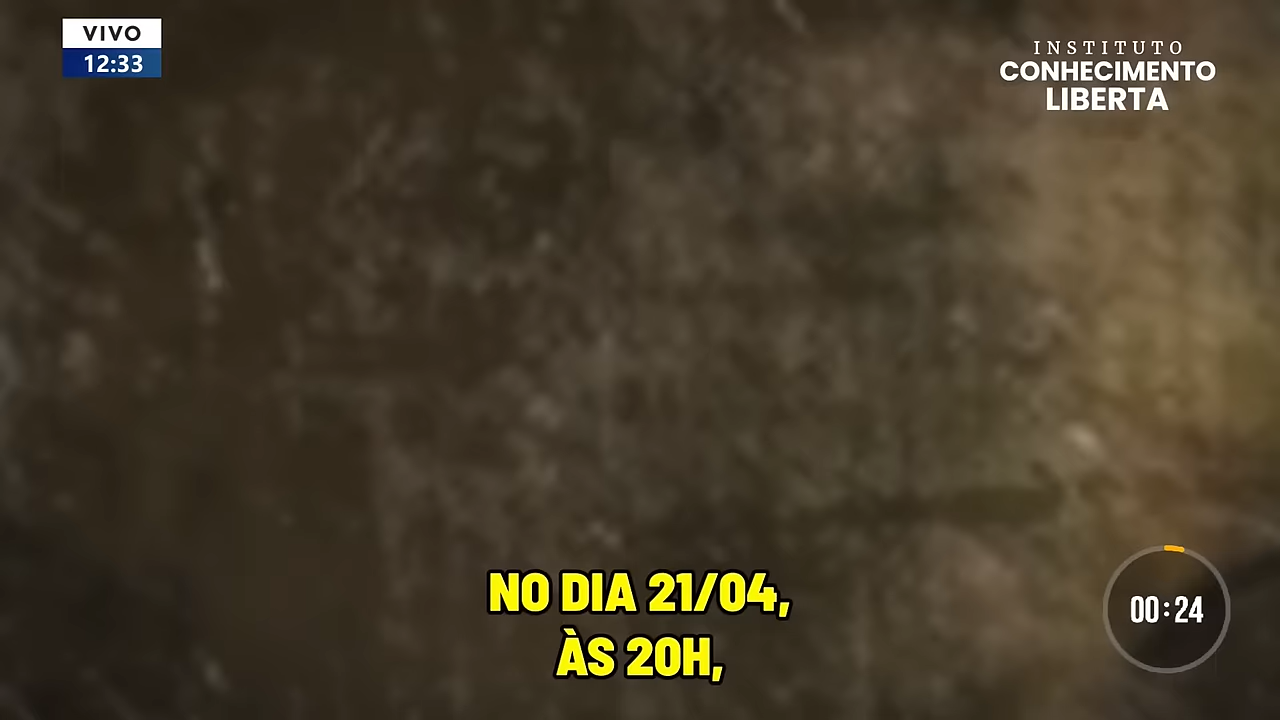 VIVO
12:33
INSTITUTO
CONHECIMENTO
LIBERTA
NO DIA 21/04,
ÀS 20H,
00:24